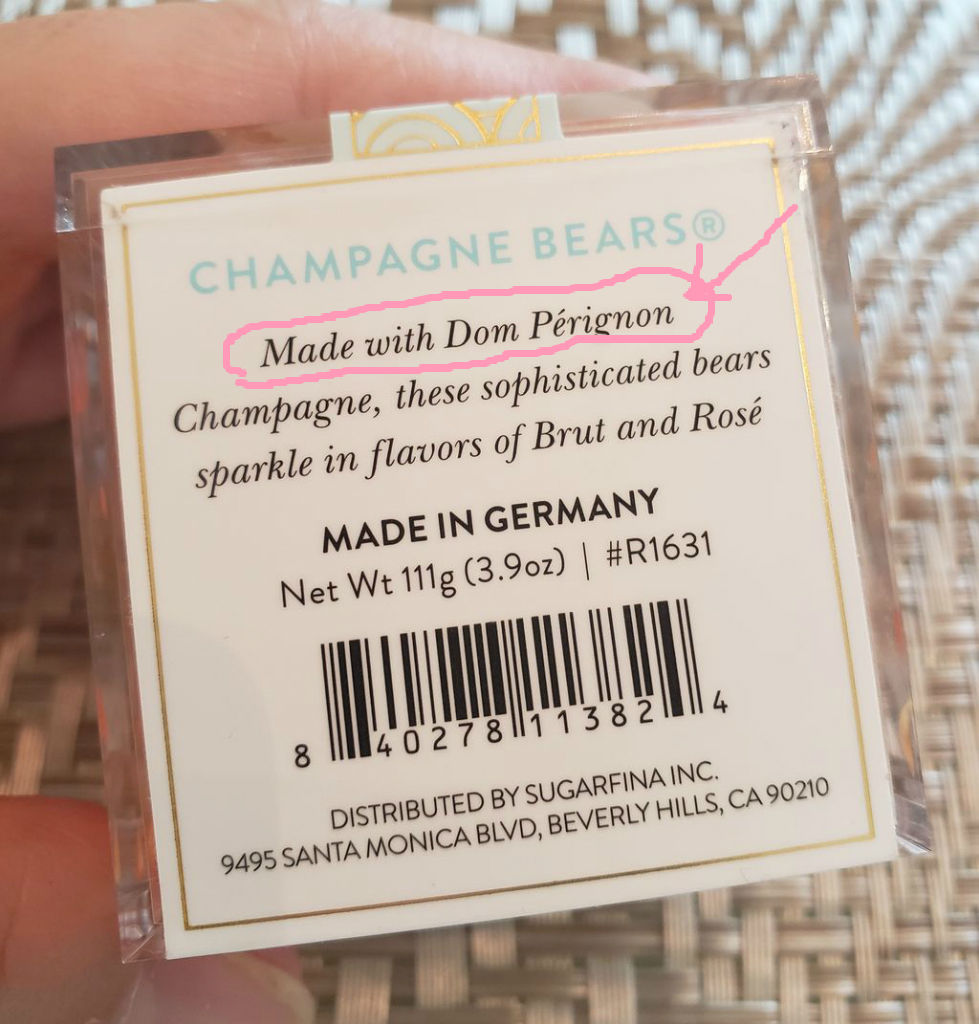 CHAMPAGNE BEARS®
Made with Dom Pérignon
Champagne, these sophisticated bears
sparkle in flavors of Brut and Rosé
MADE IN GERMANY
Net Wt 111g (3.9oz) | #R1631
8 40278 11382 4
DISTRIBUTED BY SUGARFINA INC.
9495 SANTA MONICA BLVD, BEVERLY HILLS, CA 90210